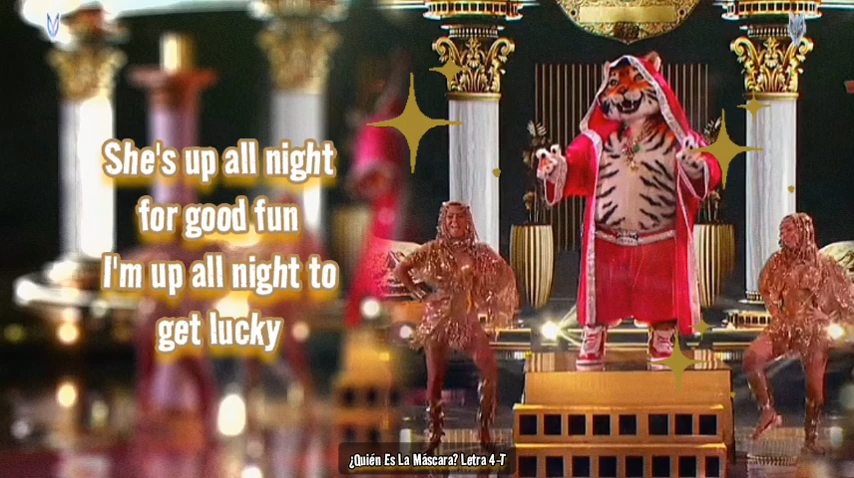 She's up all night
for good fun
I'm up all night to
get lucky
¿Quién Es La Máscara? Letra 4-T